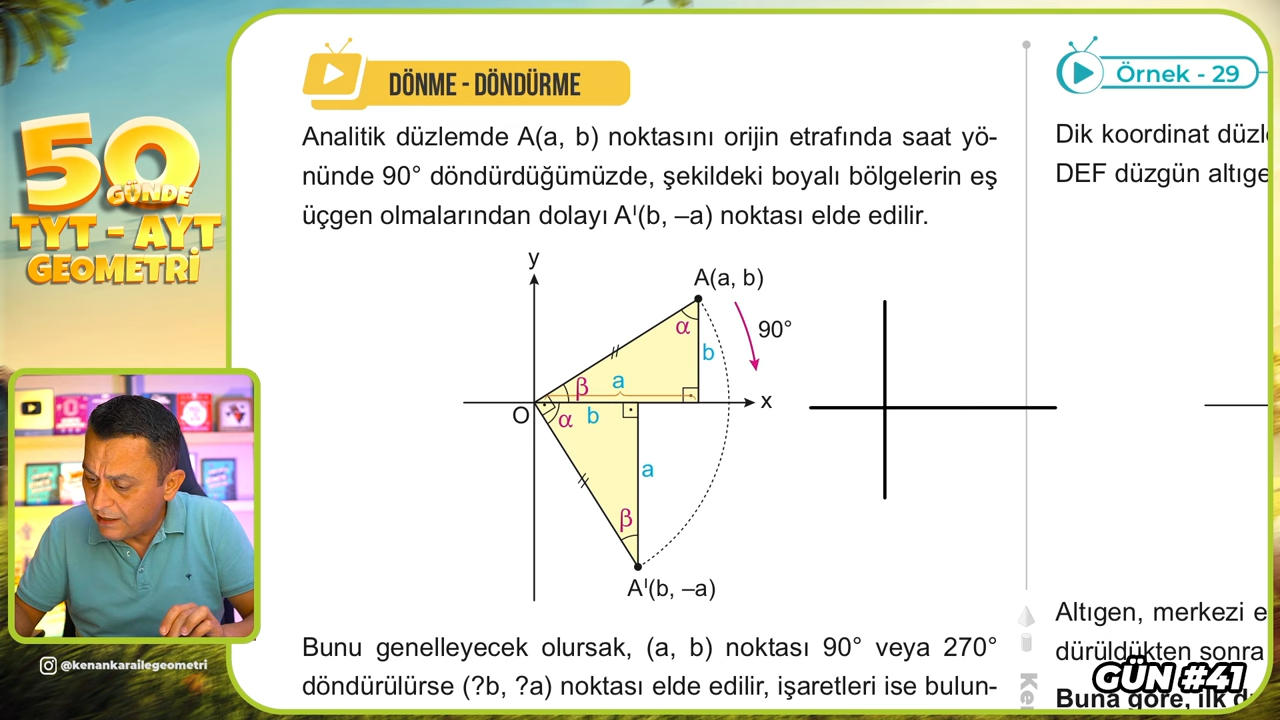 50
GÜNDE
TYT - AYT
GEOMETRİ
@kenankarailegeometri
DÖNME - DÖNDÜRME
Analitik düzlemde A(a, b) noktasını orijin etrafında saat yö-
nünde 90° döndürdüğümüzde, şekildeki boyalı bölgelerin eş
üçgen olmalarından dolayı Aᴵ(b, –a) noktası elde edilir.
y
A(a, b)
α
90°
b
a
β
x
O
α
b
a
β
Aᴵ(b, –a)
Bunu genelleyecek olursak, (a, b) noktası 90° veya 270°
döndürülürse (?b, ?a) noktası elde edilir, işaretleri ise bulun-
Örnek - 29
Dik koordinat düzl
DEF düzgün altıge
Altıgen, merkezi e
dürüldükten sonra
Buna göre, ilk d
GÜN #41